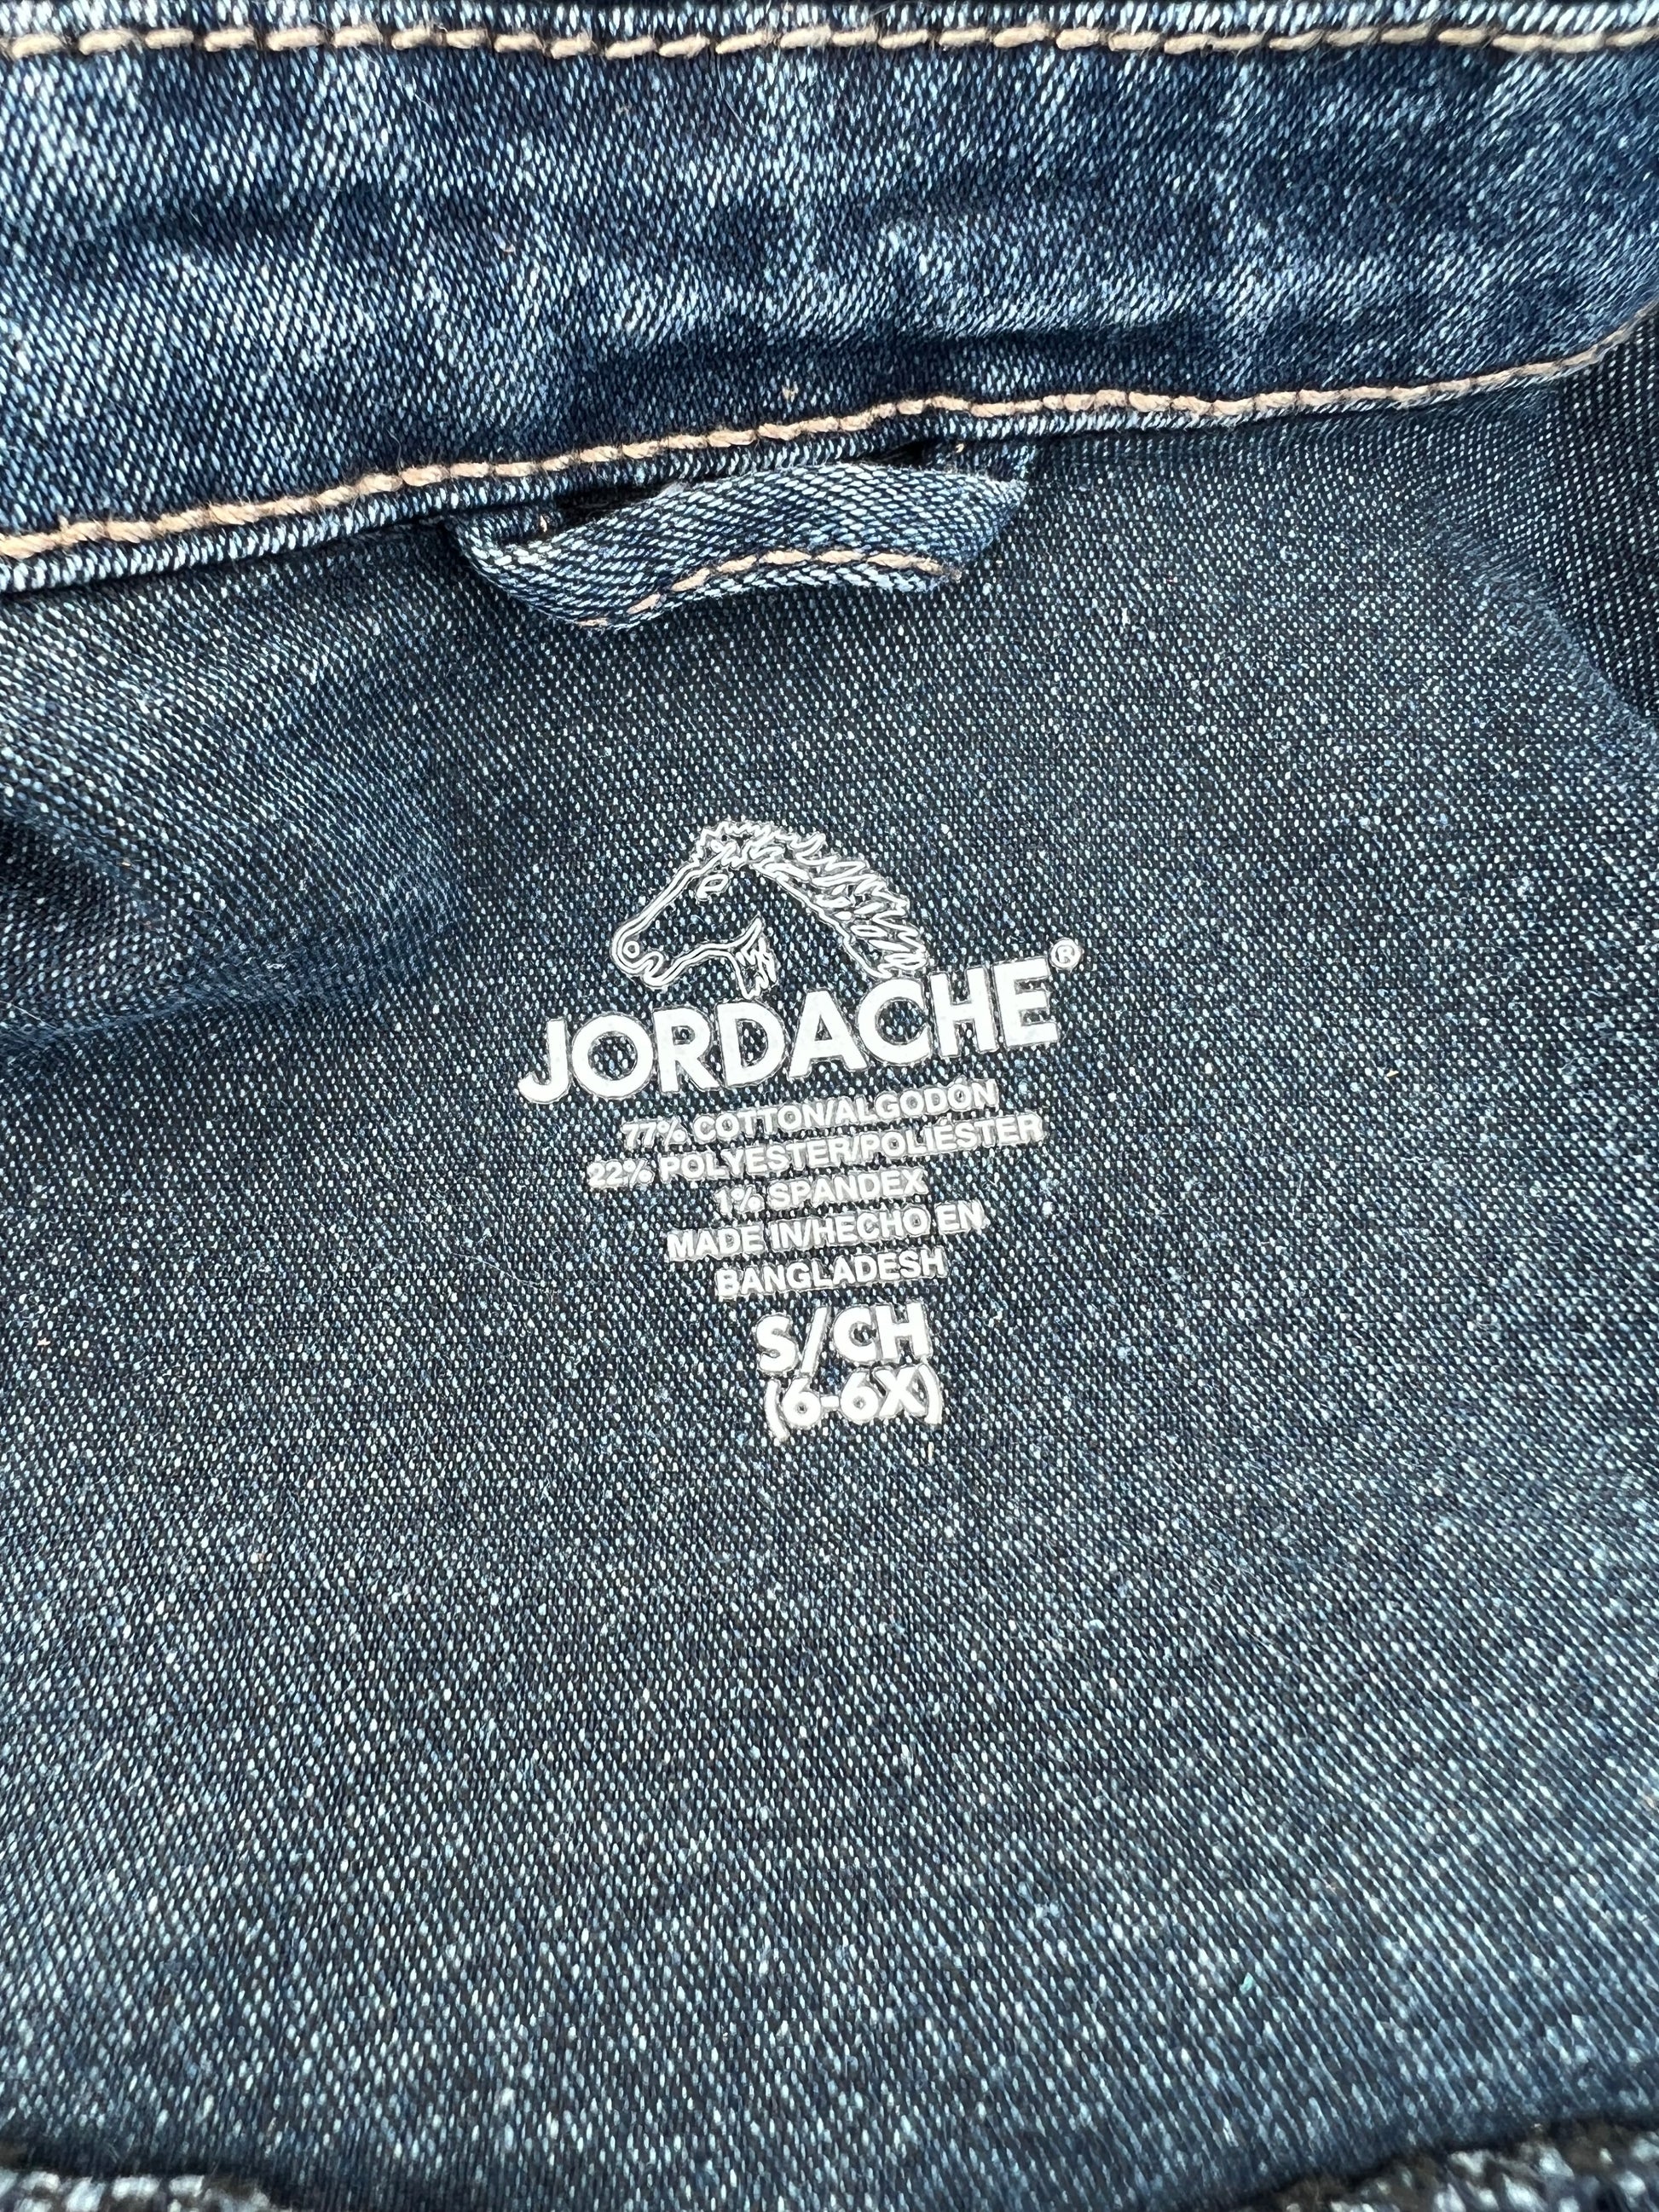 JORDACHE®
77% COTTON/ALGODÓN
22% POLYESTER/POLIÉSTER
1% SPANDEX
MADE IN/HECHO EN
BANGLADESH
S/CH
(6-6X)